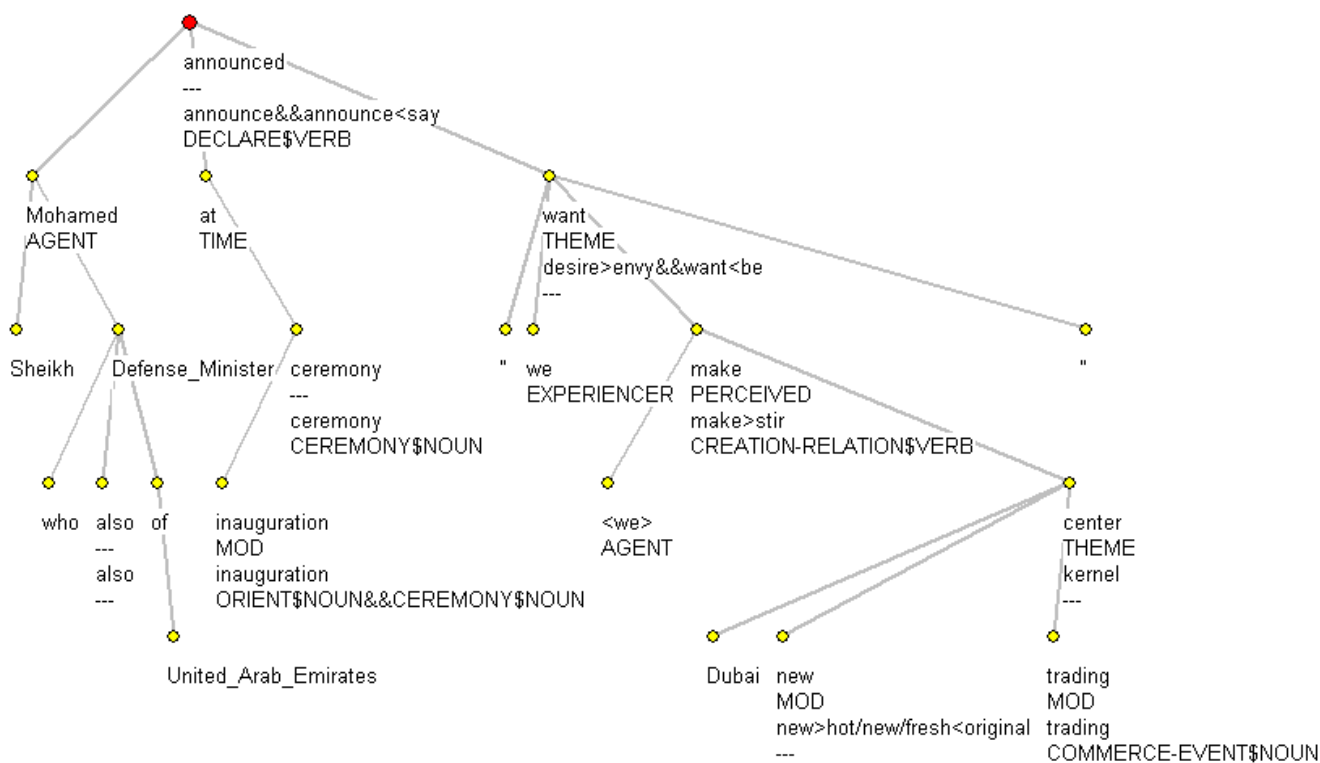 announced
---
announce&&announce<say
DECLARE$VERB
Mohamed
AGENT
at
TIME
want
THEME
desire>envy&&want<be
---
Sheikh
Defense_Minister
ceremony
---
ceremony
CEREMONY$NOUN
"
we
EXPERIENCER
make
PERCEIVED
make>stir
CREATION-RELATION$VERB
"
who
also
---
also
---
of
inauguration
MOD
inauguration
ORIENT$NOUN&&CEREMONY$NOUN
<we>
AGENT
center
THEME
kernel
---
United_Arab_Emirates
Dubai
new
MOD
new>hot/new/fresh<original
---
trading
MOD
trading
COMMERCE-EVENT$NOUN